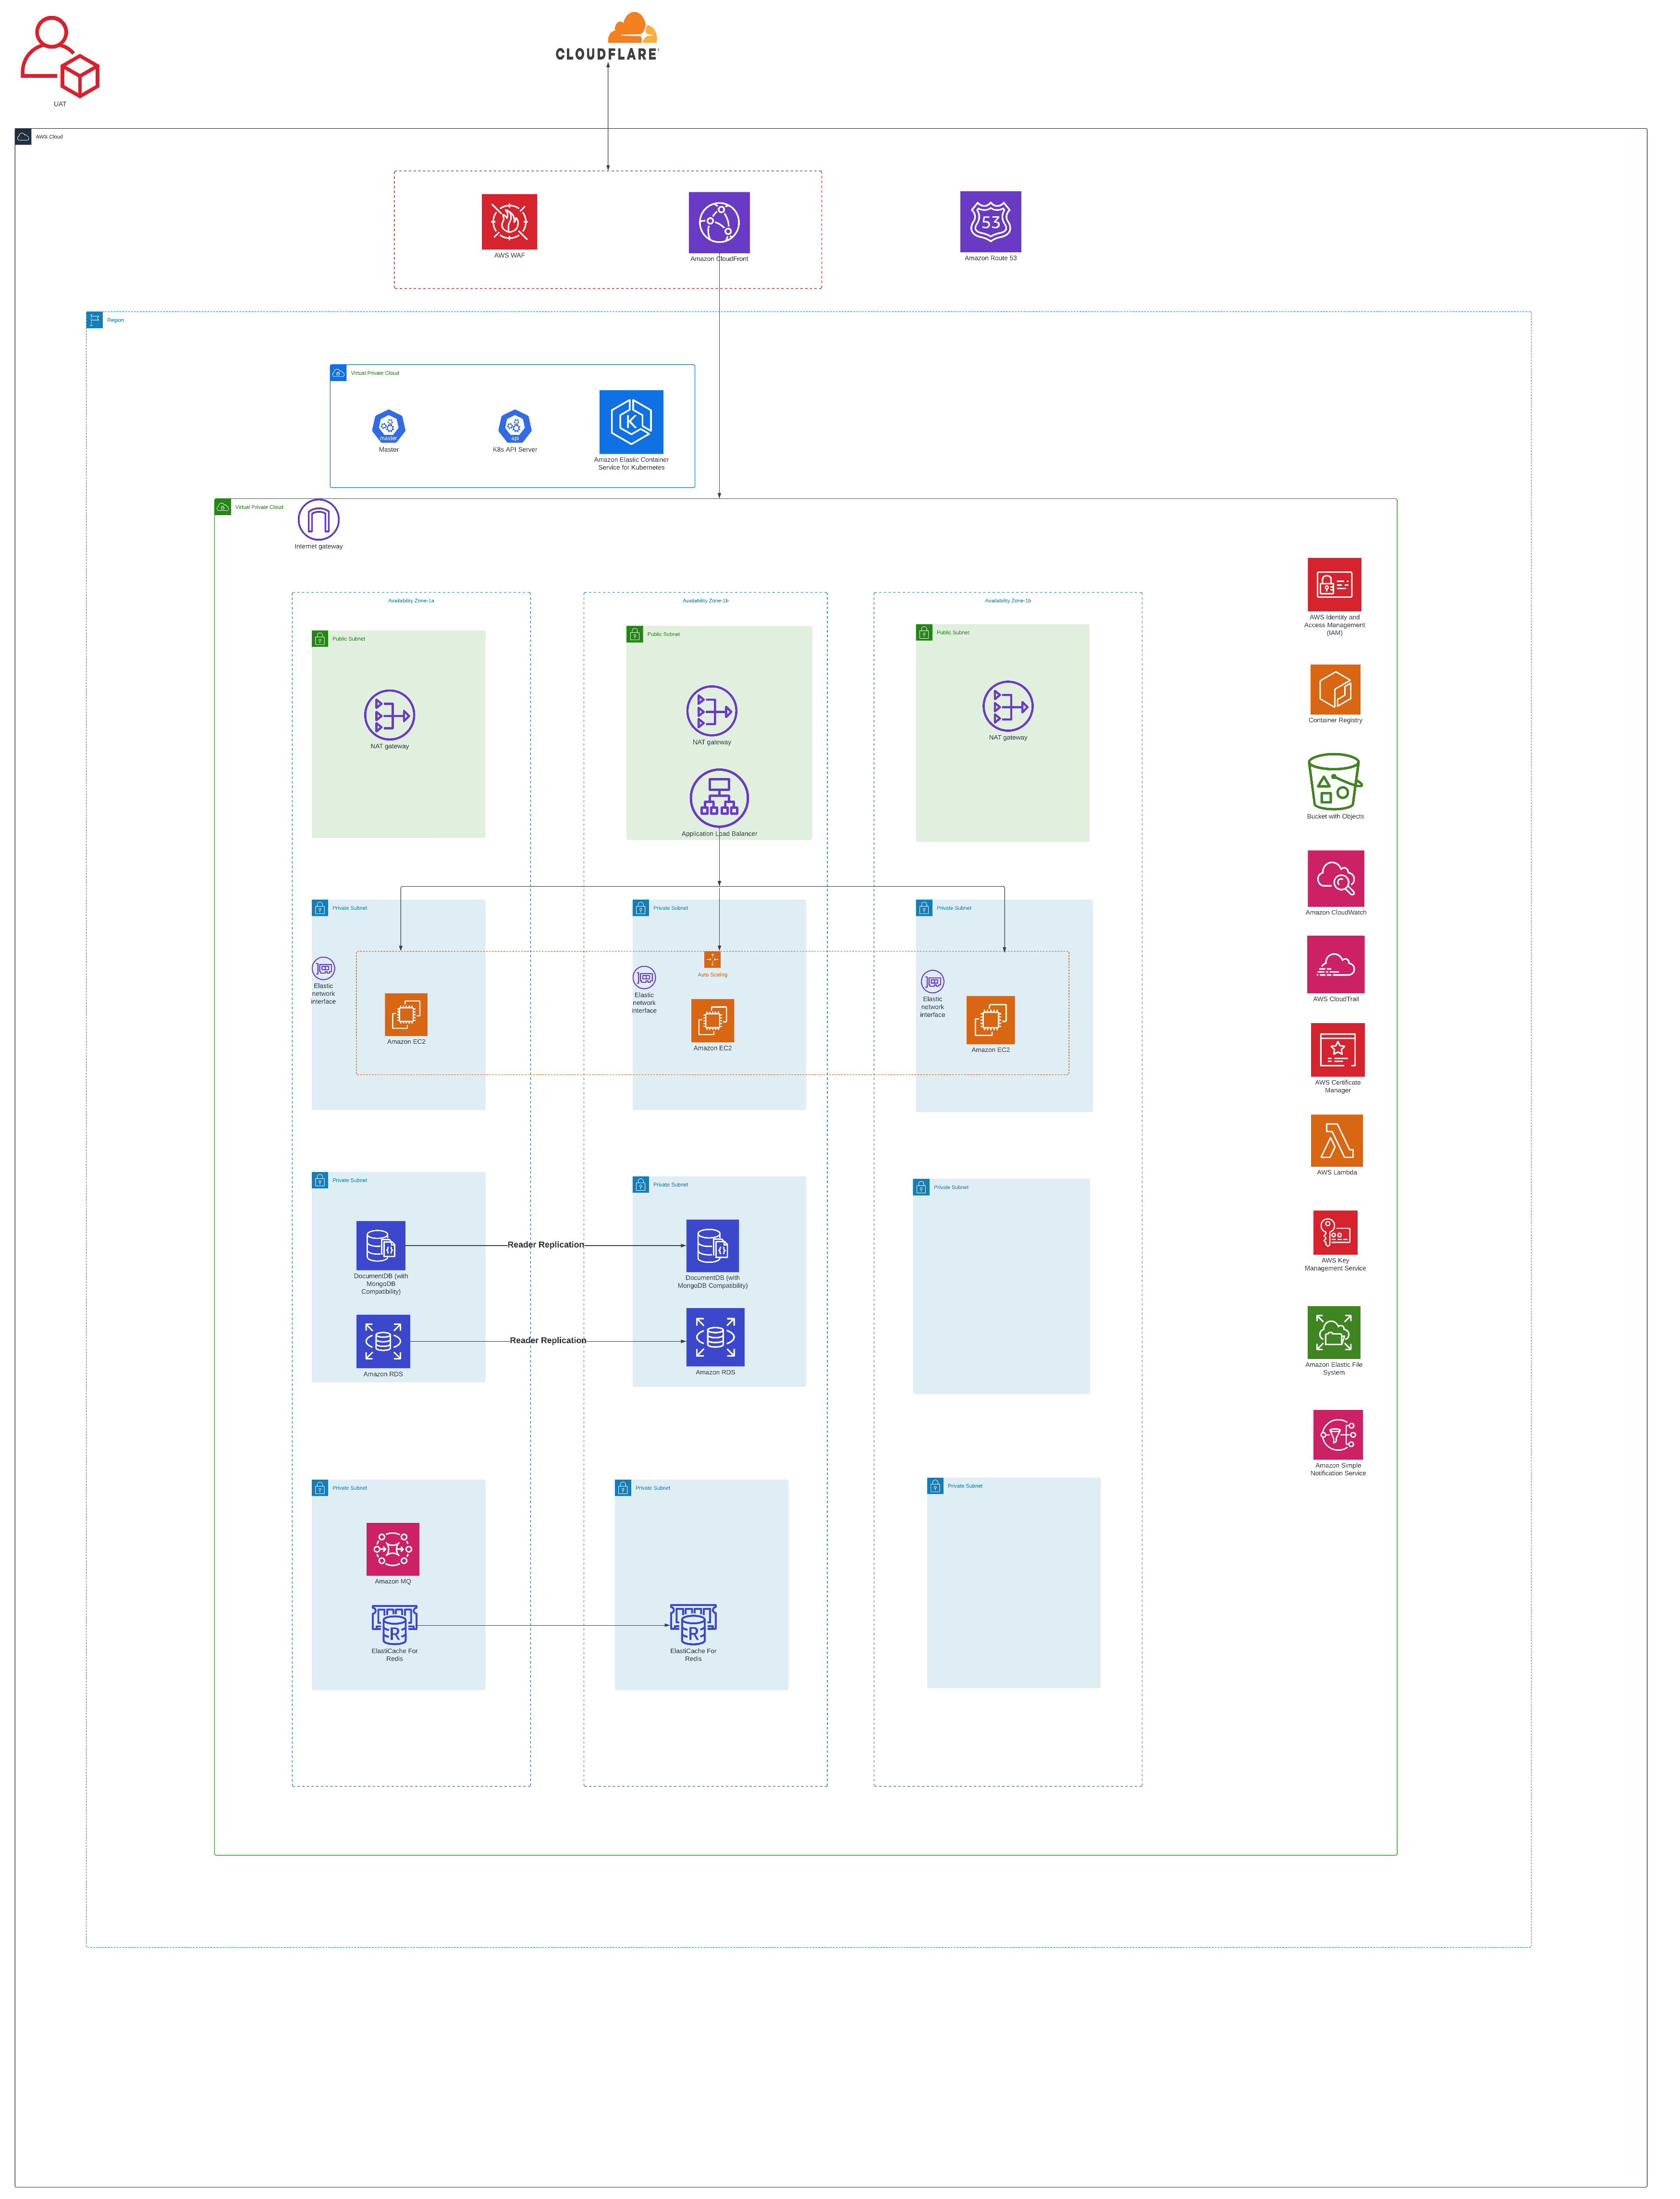 CLOUDFLARE
UAT
AWS Cloud
AWS WAF
Amazon CloudFront
53
Amazon Route 53
Region
Virtual Private Cloud
master
Master
api
K8s API Server
K
Amazon Elastic Container
Service for Kubernetes
Virtual Private Cloud
Internet gateway
Availability Zone-1a
Availability Zone-1b
Availability Zone-1b
Public Subnet
Public Subnet
Public Subnet
NAT gateway
NAT gateway
NAT gateway
Application Load Balancer
Private Subnet
Private Subnet
Private Subnet
Auto Scaling
Elastic
network
interface
Elastic
network
interface
Elastic
network
interface
Amazon EC2
Amazon EC2
Amazon EC2
Private Subnet
Private Subnet
Private Subnet
Reader Replication
DocumentDB (with
MongoDB
Compatibility)
DocumentDB (with
MongoDB Compatibility)
Reader Replication
Amazon RDS
Amazon RDS
Private Subnet
Private Subnet
Private Subnet
Amazon MQ
R
ElastiCache For
Redis
R
ElastiCache For
Redis
AWS Identity and
Access Management
(IAM)
Container Registry
Bucket with Objects
Amazon CloudWatch
AWS CloudTrail
AWS Certificate
Manager
AWS Lambda
AWS Key
Management Service
Amazon Elastic File
System
Amazon Simple
Notification Service